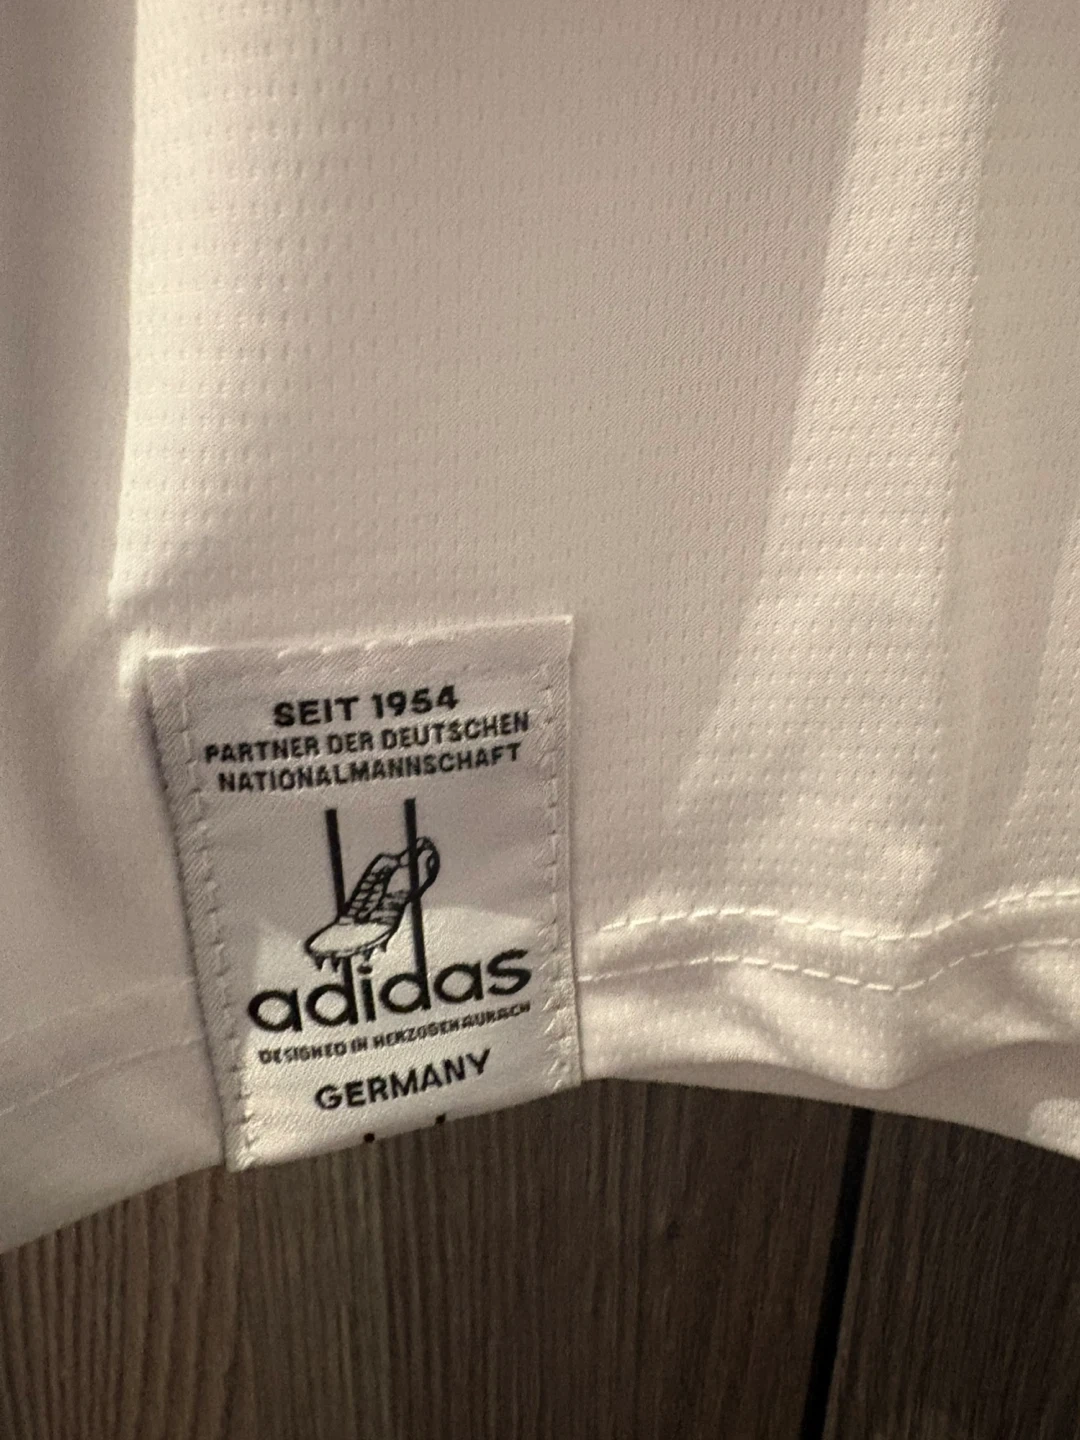 SEIT 1954
PARTNER DER DEUTSCHEN
NATIONALMANNSCHAFT
adidas
DESIGNED IN HERZOGENAURACH
GERMANY